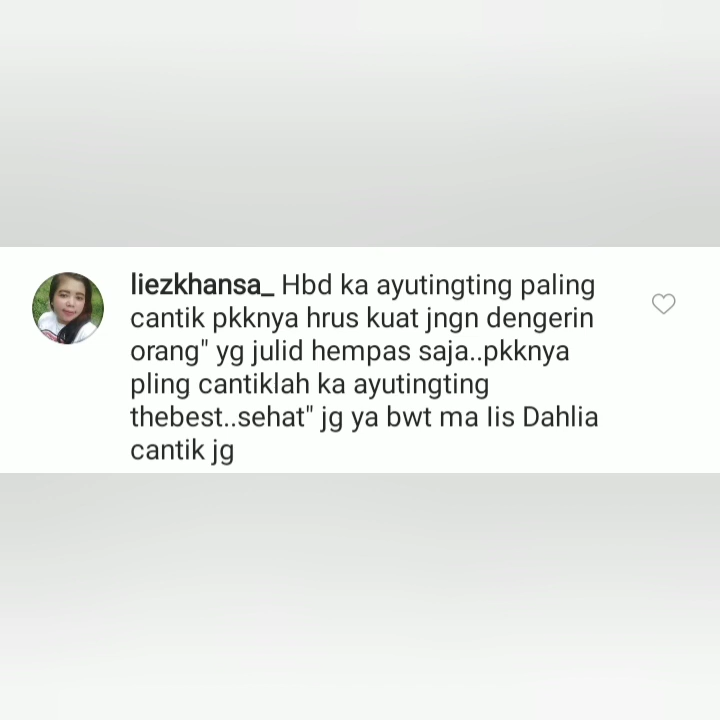 liezkhansa_ Hbd ka ayutingting paling
cantik pkknya hrus kuat jngn dengerin
orang" yg julid hempas saja..pkknya
pling cantiklah ka ayutingting
thebest..sehat" jg ya bwt ma Iis Dahlia
cantik jg